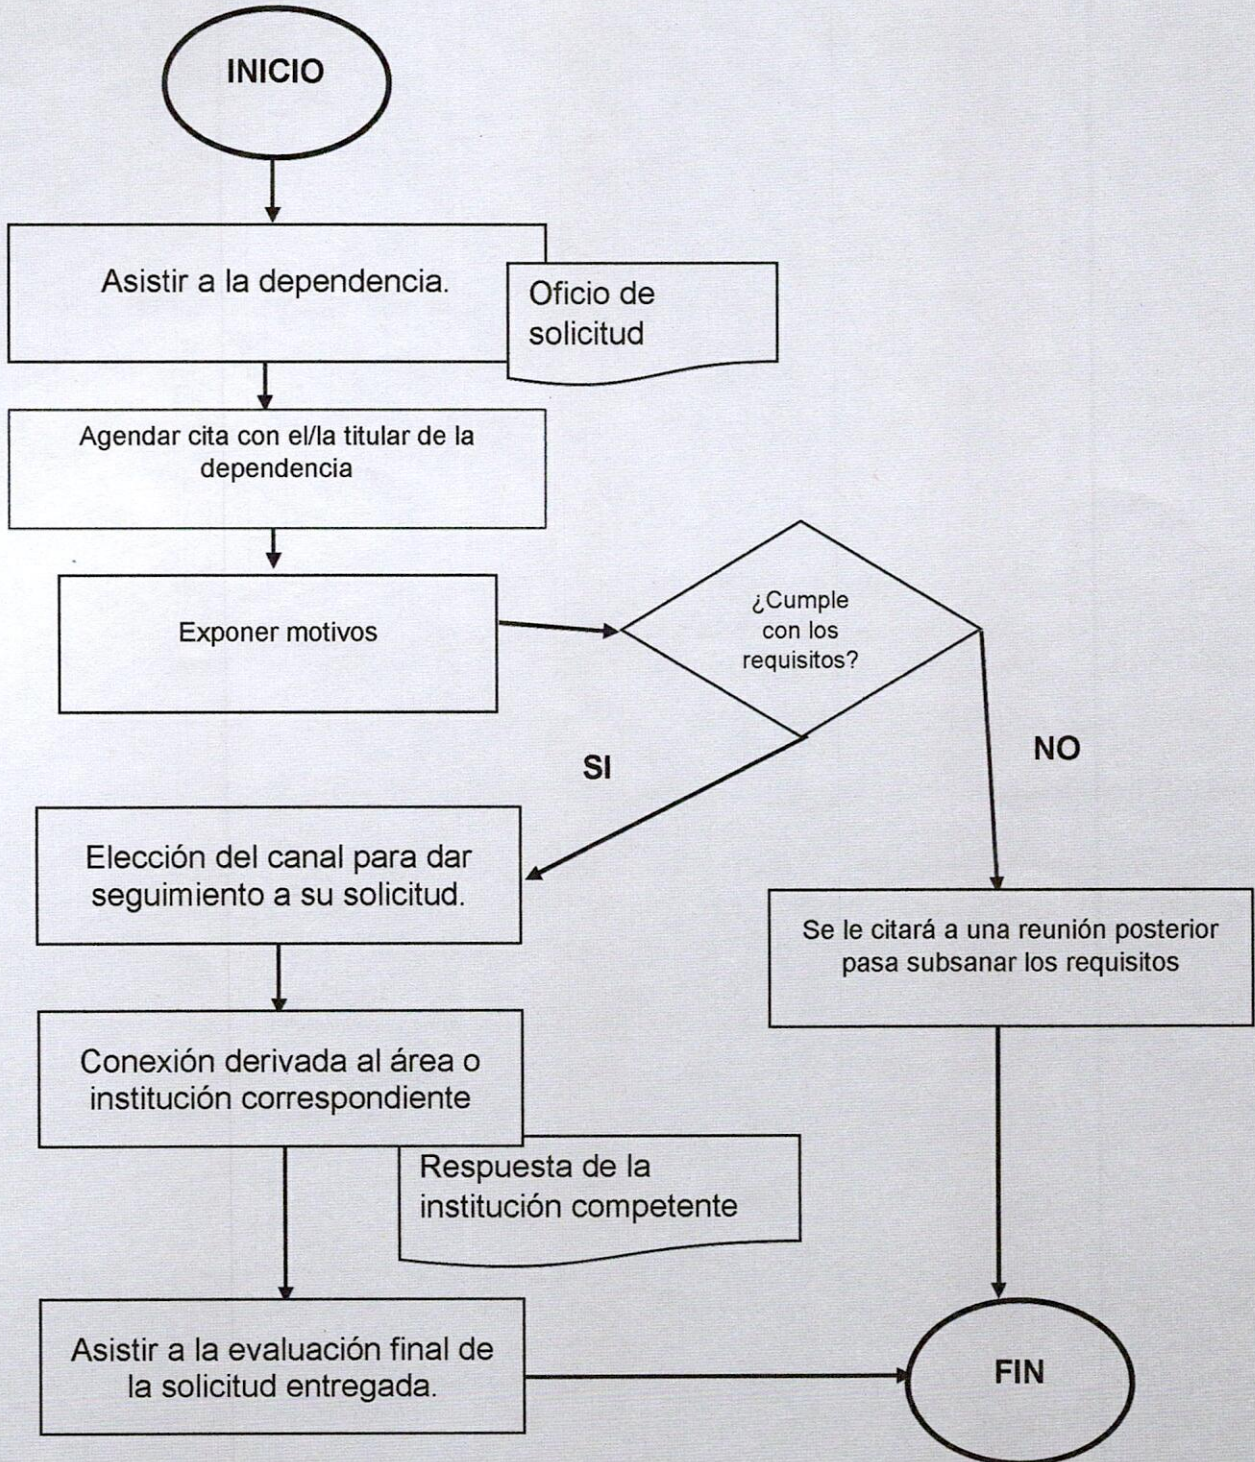 INICIO
Asistir a la dependencia.
Oficio de
solicitud
Agendar cita con el/la titular de la
dependencia
Exponer motivos
¿Cumple
con los
requisitos?
SI
NO
Elección del canal para dar
seguimiento a su solicitud.
Se le citará a una reunión posterior
pasa subsanar los requisitos
Conexión derivada al área o
institución correspondiente
Respuesta de la
institución competente
Asistir a la evaluación final de
la solicitud entregada.
FIN